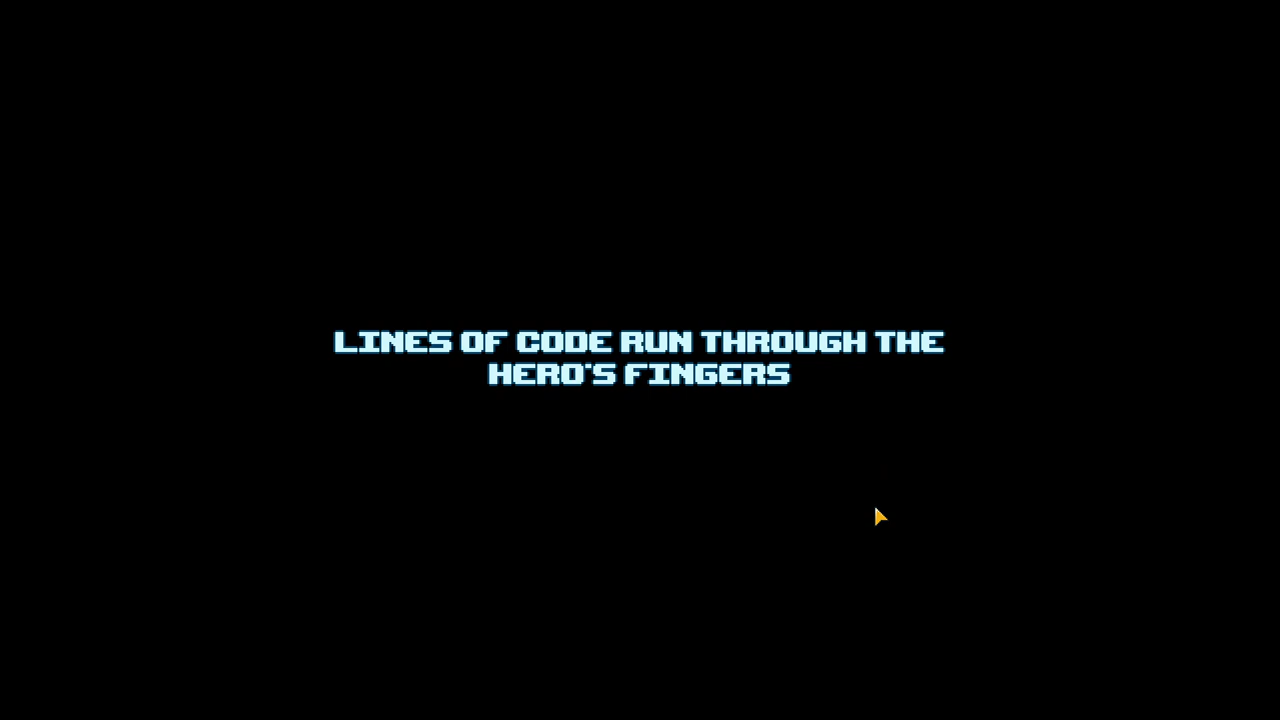 LINES OF CODE RUN THROUGH THE
HERO'S FINGERS